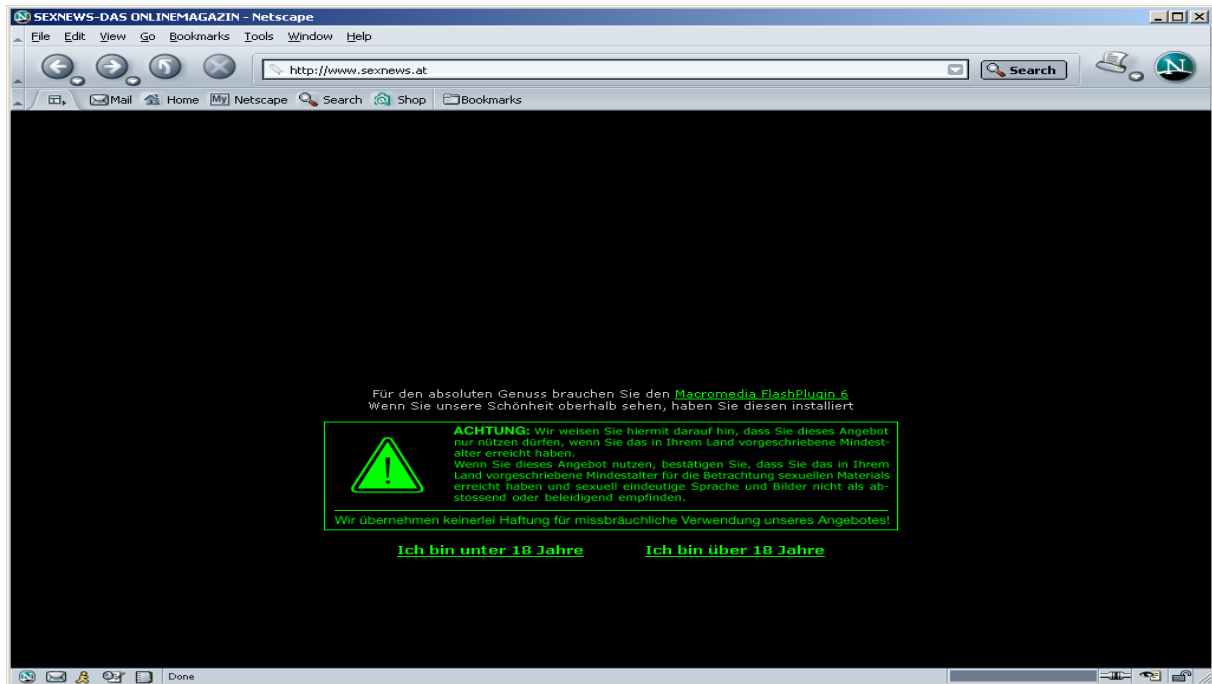 SEXNEWS-DAS ONLINEMAGAZIN - Netscape
File Edit View Go Bookmarks Tools Window Help
http://www.sexnews.at Search N
Mail Home My Netscape Search Shop Bookmarks
Für den absoluten Genuss brauchen Sie den Macromedia FlashPlugin 6
Wenn Sie unsere Schönheit oberhalb sehen, haben Sie diesen installiert
ACHTUNG: Wir weisen Sie hiermit darauf hin, dass Sie dieses Angebot
nur nützen dürfen, wenn Sie das in Ihrem Land vorgeschriebene Mindest-
alter erreicht haben.
Wenn Sie dieses Angebot nutzen, bestätigen Sie, dass Sie das in Ihrem
Land vorgeschriebene Mindestalter für die Betrachtung sexuellen Materials
erreicht haben und sexuell eindeutige Sprache und Bilder nicht als ab-
stossend oder beleidigend empfinden.
Wir übernehmen keinerlei Haftung für missbräuchliche Verwendung unseres Angebotes!
Ich bin unter 18 Jahre Ich bin über 18 Jahre
Done